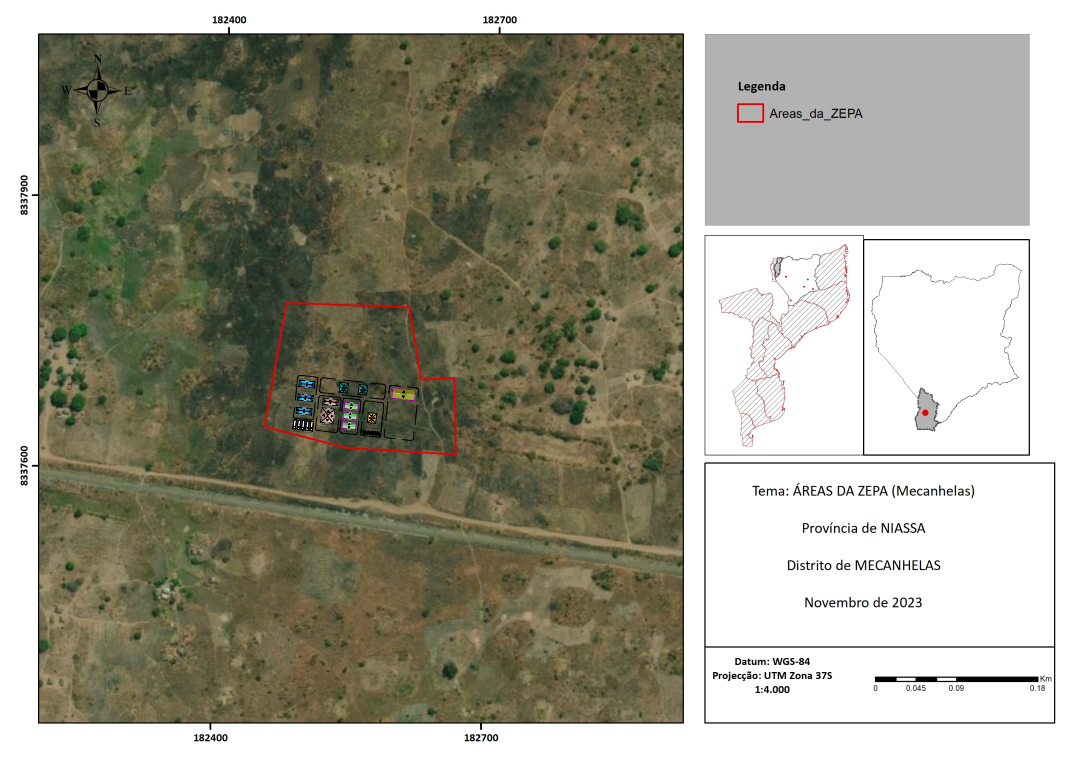 182400
182700
N
W
E
S
8337900
8337600
182400
182700
Legenda
Areas_da_ZEPA
Tema: ÁREAS DA ZEPA (Mecanhelas)
Província de NIASSA
Distrito de MECANHELAS
Novembro de 2023
Datum: WGS-84
Projecção: UTM Zona 37S
1:4.000
Km
0 0.045 0.09 0.18